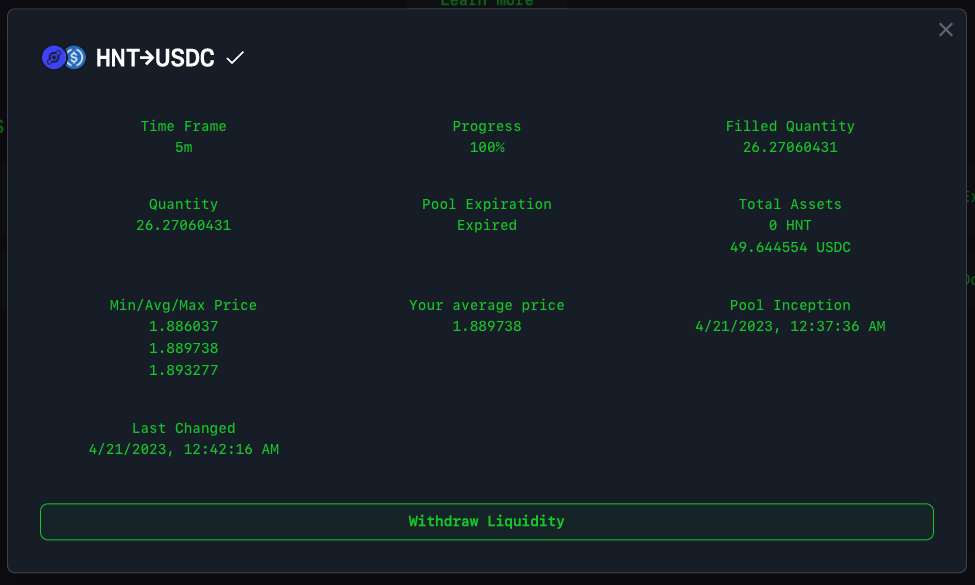 Learn more
HNT→USDC ✓
Time Frame
5m
Progress
100%
Filled Quantity
26.27060431
Quantity
26.27060431
Pool Expiration
Expired
Total Assets
0 HNT
49.644554 USDC
Min/Avg/Max Price
1.886037
1.889738
1.893277
Your average price
1.889738
Pool Inception
4/21/2023, 12:37:36 AM
Last Changed
4/21/2023, 12:42:16 AM
Withdraw Liquidity